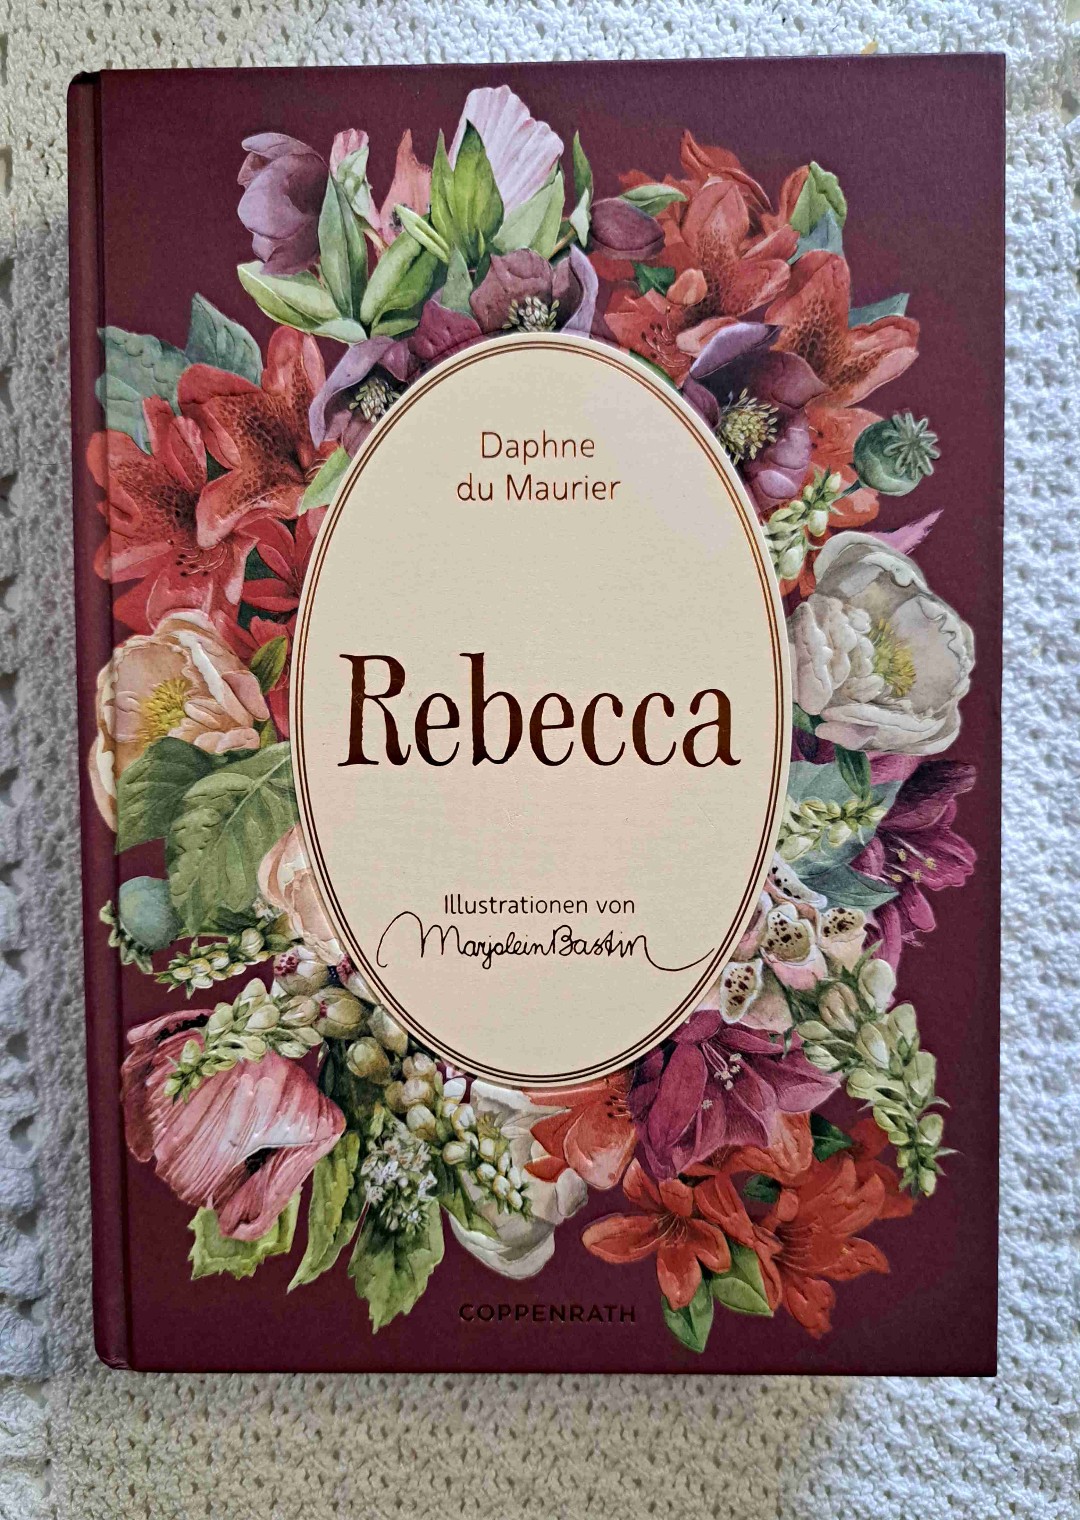 Daphne
du Maurier
Rebecca
Illustrationen von
Marjolein Bastin
COPPENRATH